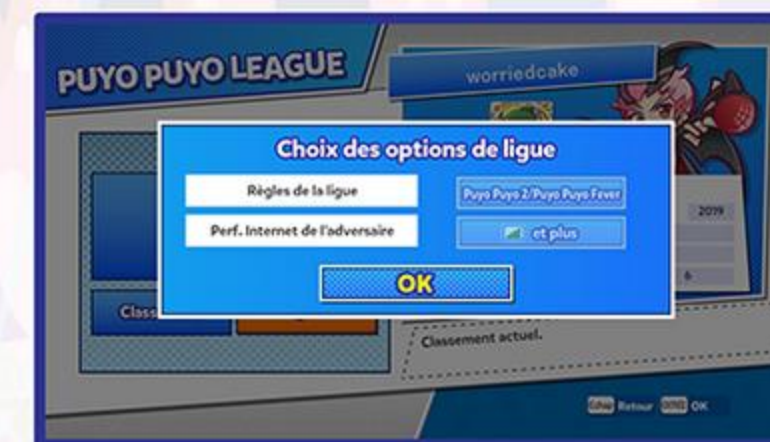 PUYO PUYO LEAGUE
worriedcake
Choix des options de ligue
Règles de la ligue
Puyo Puyo 2/Puyo Puyo Fever
2019
Perf. Internet de l'adversaire
et plus
6
OK
Class
Classement actuel.
Retour
OK